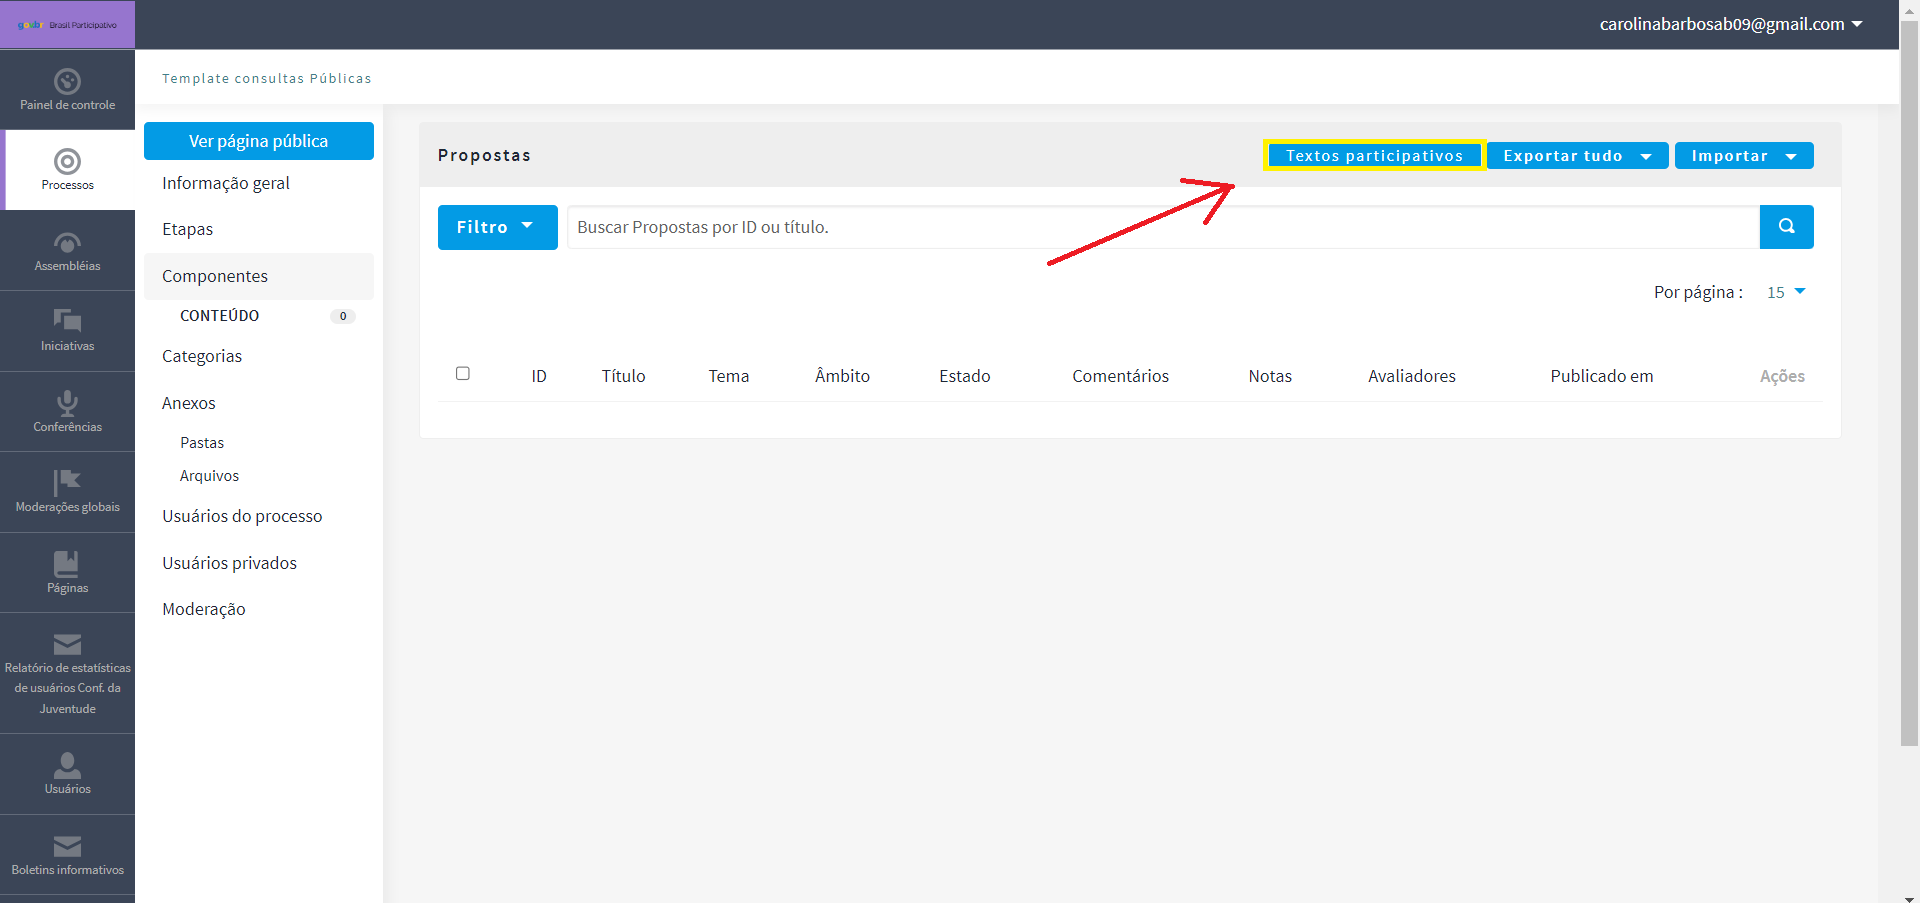 gov.br Brasil Participativo
carolinabarbosab09@gmail.com
Painel de controle
Processos
Assembléias
Iniciativas
Conferências
Moderações globais
Páginas
Relatório de estatísticas
de usuários Conf. da
Juventude
Usuários
Boletins informativos
Template consultas Públicas
Ver página pública
Informação geral
Etapas
Componentes
CONTEÚDO 0
Categorias
Anexos
Pastas
Arquivos
Usuários do processo
Usuários privados
Moderação
Propostas
Textos participativos
Exportar tudo
Importar
Filtro
Buscar Propostas por ID ou título.
Por página : 15
ID Título Tema Âmbito Estado Comentários Notas Avaliadores Publicado em Ações